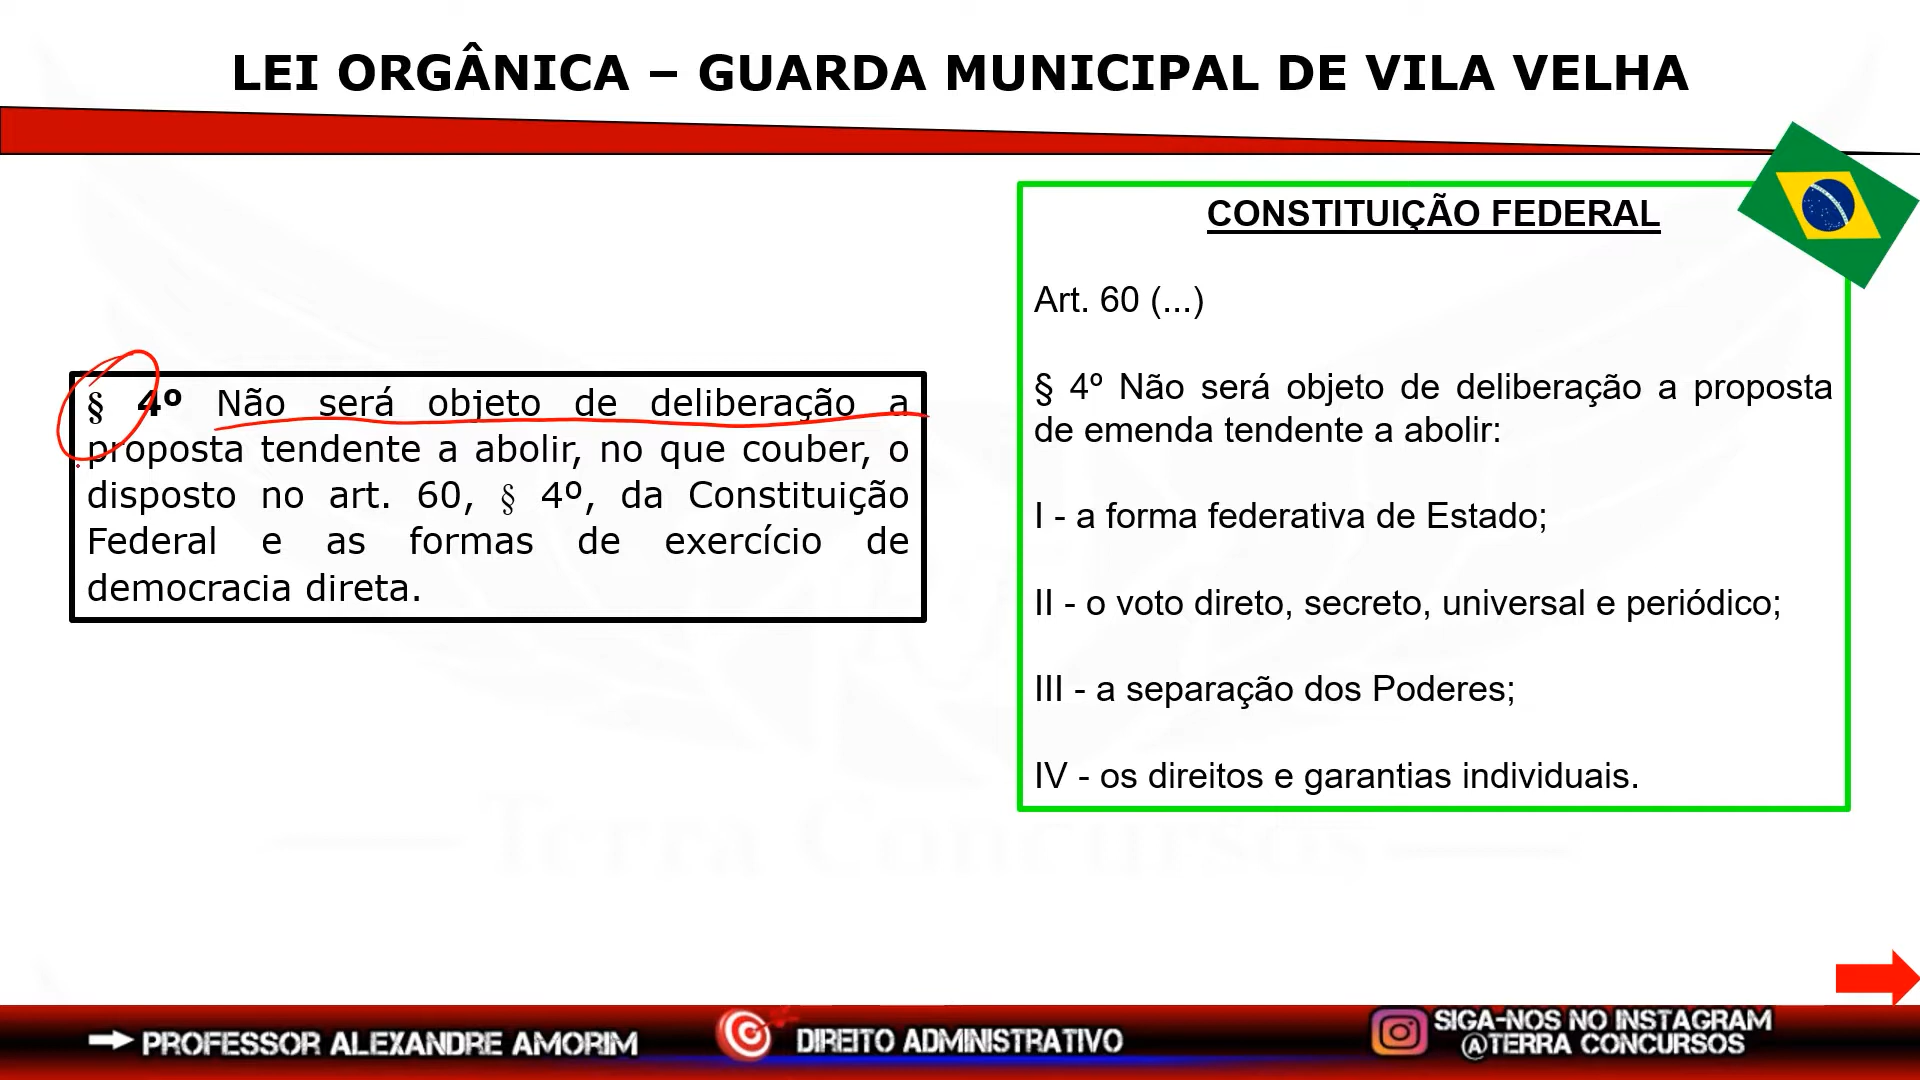 LEI ORGÂNICA – GUARDA MUNICIPAL DE VILA VELHA
§ 4º Não será objeto de deliberação a
proposta tendente a abolir, no que couber, o
disposto no art. 60, § 4º, da Constituição
Federal e as formas de exercício de
democracia direta.
CONSTITUIÇÃO FEDERAL
Art. 60 (...)
§ 4º Não será objeto de deliberação a proposta
de emenda tendente a abolir:
I - a forma federativa de Estado;
II - o voto direto, secreto, universal e periódico;
III - a separação dos Poderes;
IV - os direitos e garantias individuais.
Terra Concursos
PROFESSOR ALEXANDRE AMORIM
DIREITO ADMINISTRATIVO
SIGA-NOS NO INSTAGRAM
@TERRA CONCURSOS